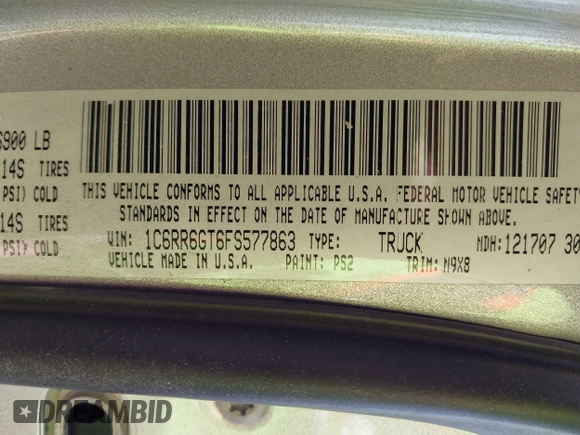 6900 LB
14S TIRES
PSI) COLD
14S TIRES
PSI) COLD
THIS VEHICLE CONFORMS TO ALL APPLICABLE U.S.A. FEDERAL MOTOR VEHICLE SAFETY
STANDARDS IN EFFECT ON THE DATE OF MANUFACTURE SHOWN ABOVE.
VIN: 1C6RR6GT6FS577863 TYPE: TRUCK MDH:121707 30
VEHICLE MADE IN U.S.A. PAINT: PS2 TRIM: M9X8
DREAMBID